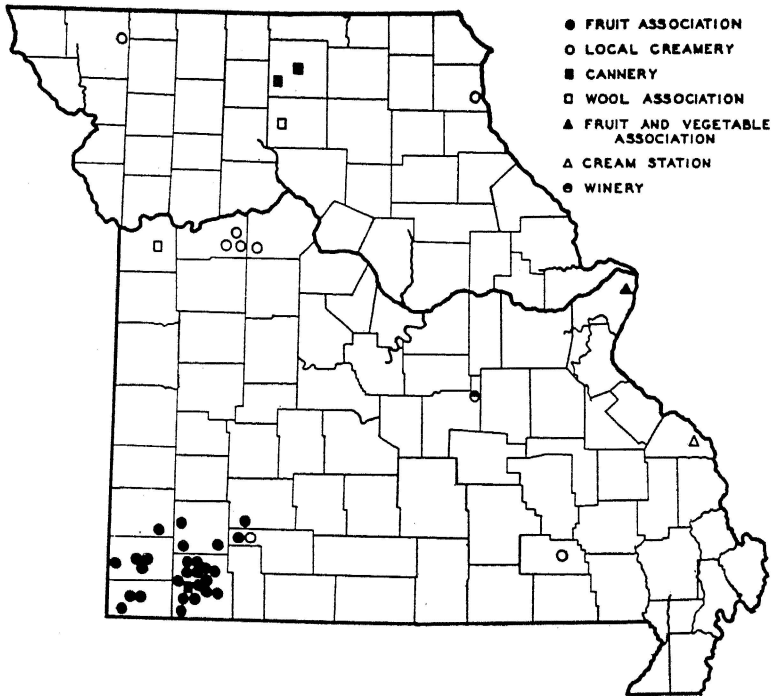 FRUIT ASSOCIATION
LOCAL CREAMERY
CANNERY
WOOL ASSOCIATION
FRUIT AND VEGETABLE
ASSOCIATION
CREAM STATION
WINERY